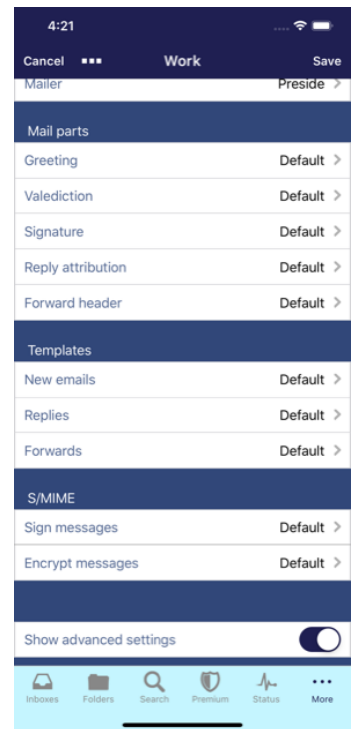 4:21
Cancel Work Save
Mailer Preside >
Mail parts
Greeting Default >
Valediction Default >
Signature Default >
Reply attribution Default >
Forward header Default >
Templates
New emails Default >
Replies Default >
Forwards Default >
S/MIME
Sign messages Default >
Encrypt messages Default >
Show advanced settings
Inboxes Folders Search Premium Status More